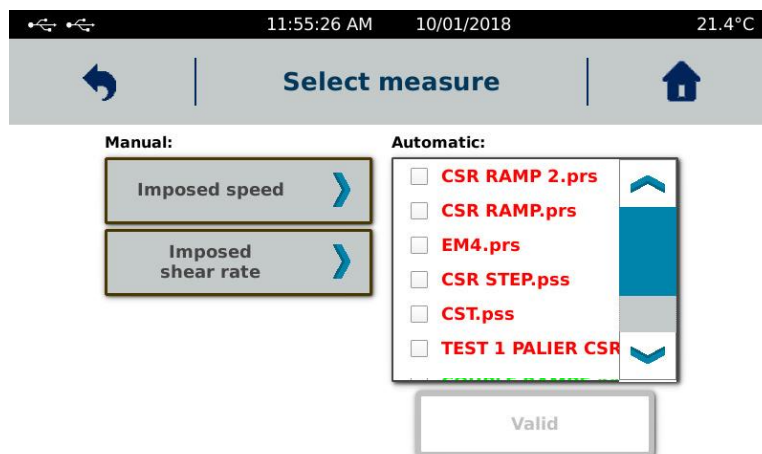 11:55:26 AM 10/01/2018 21.4°C
Select measure
Manual:
Automatic:
Imposed speed
Imposed
shear rate
CSR RAMP 2.prs
CSR RAMP.prs
EM4.prs
CSR STEP.pss
CST.pss
TEST 1 PALIER CSR
Valid